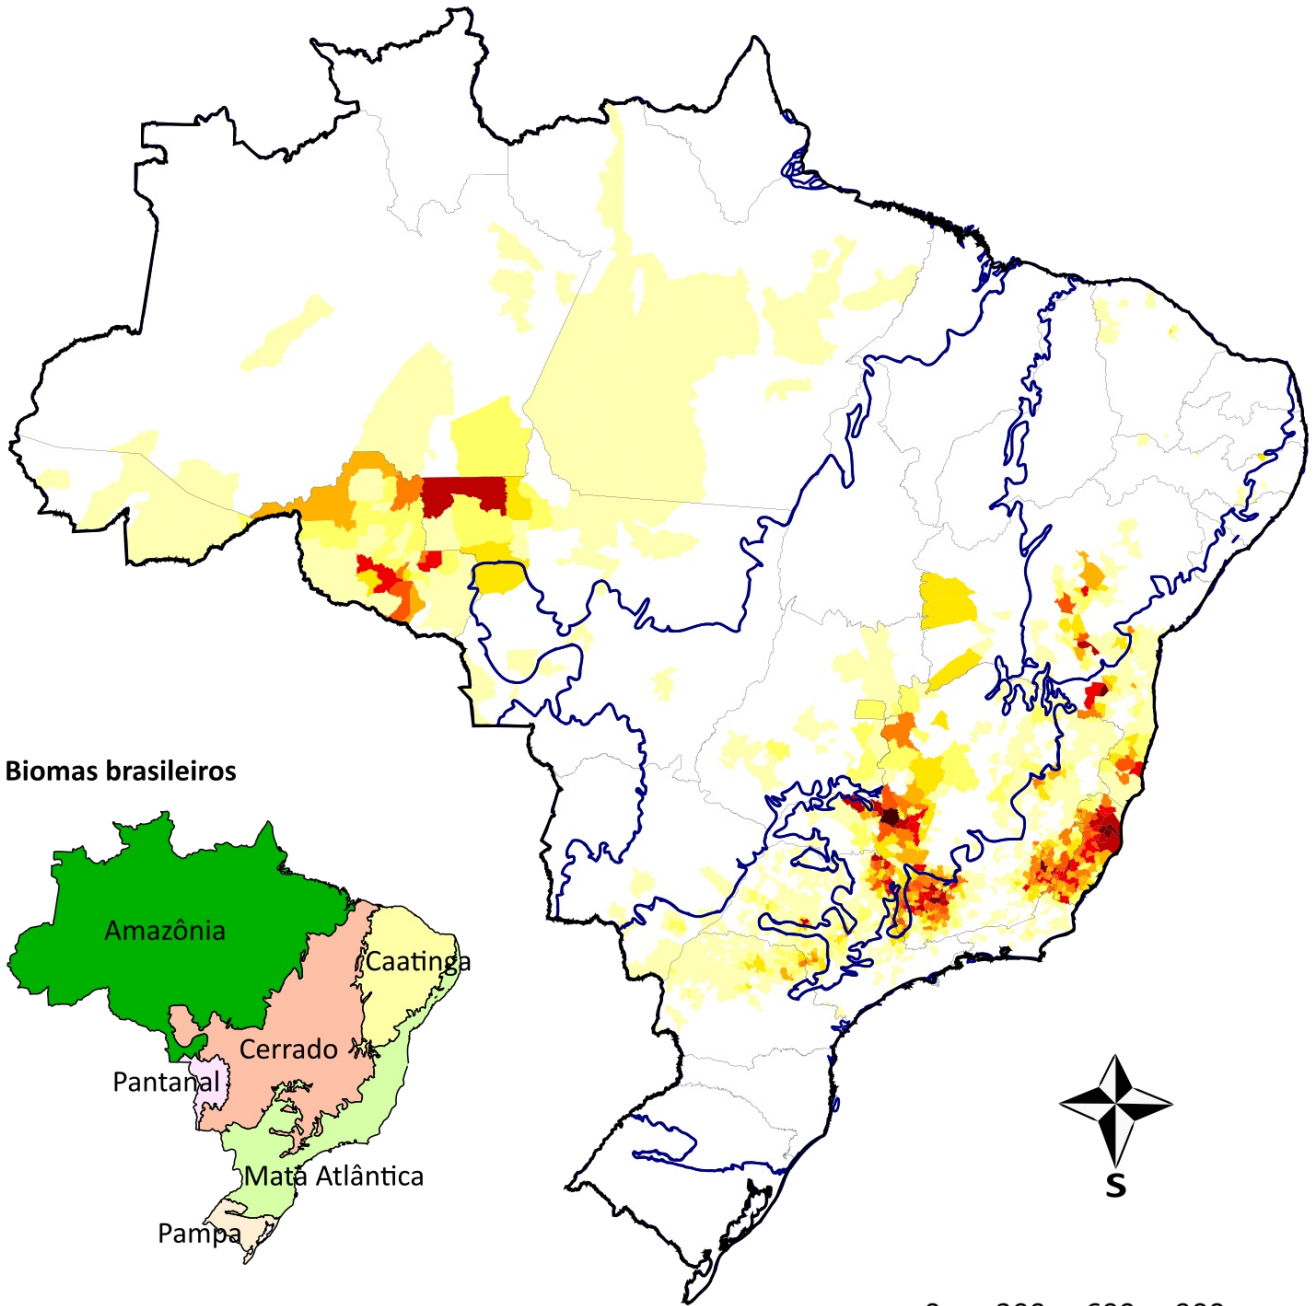 Biomas brasileiros
Amazônia
Caatinga
Cerrado
Pantanal
Mata Atlântica
Pampa
S